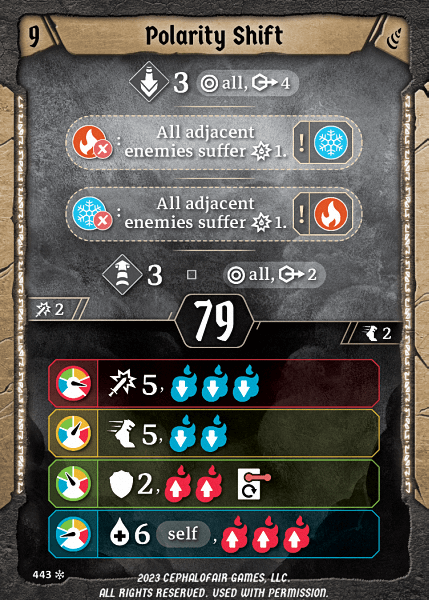 9 Polarity Shift
3 all, 4
: All adjacent
enemies suffer 1. !
: All adjacent
enemies suffer 1. !
3 all, 2
2 79 2
5,
5,
2,
6 self,
443
2023 CEPHALOFAIR GAMES, LLC.
ALL RIGHTS RESERVED. USED WITH PERMISSION.